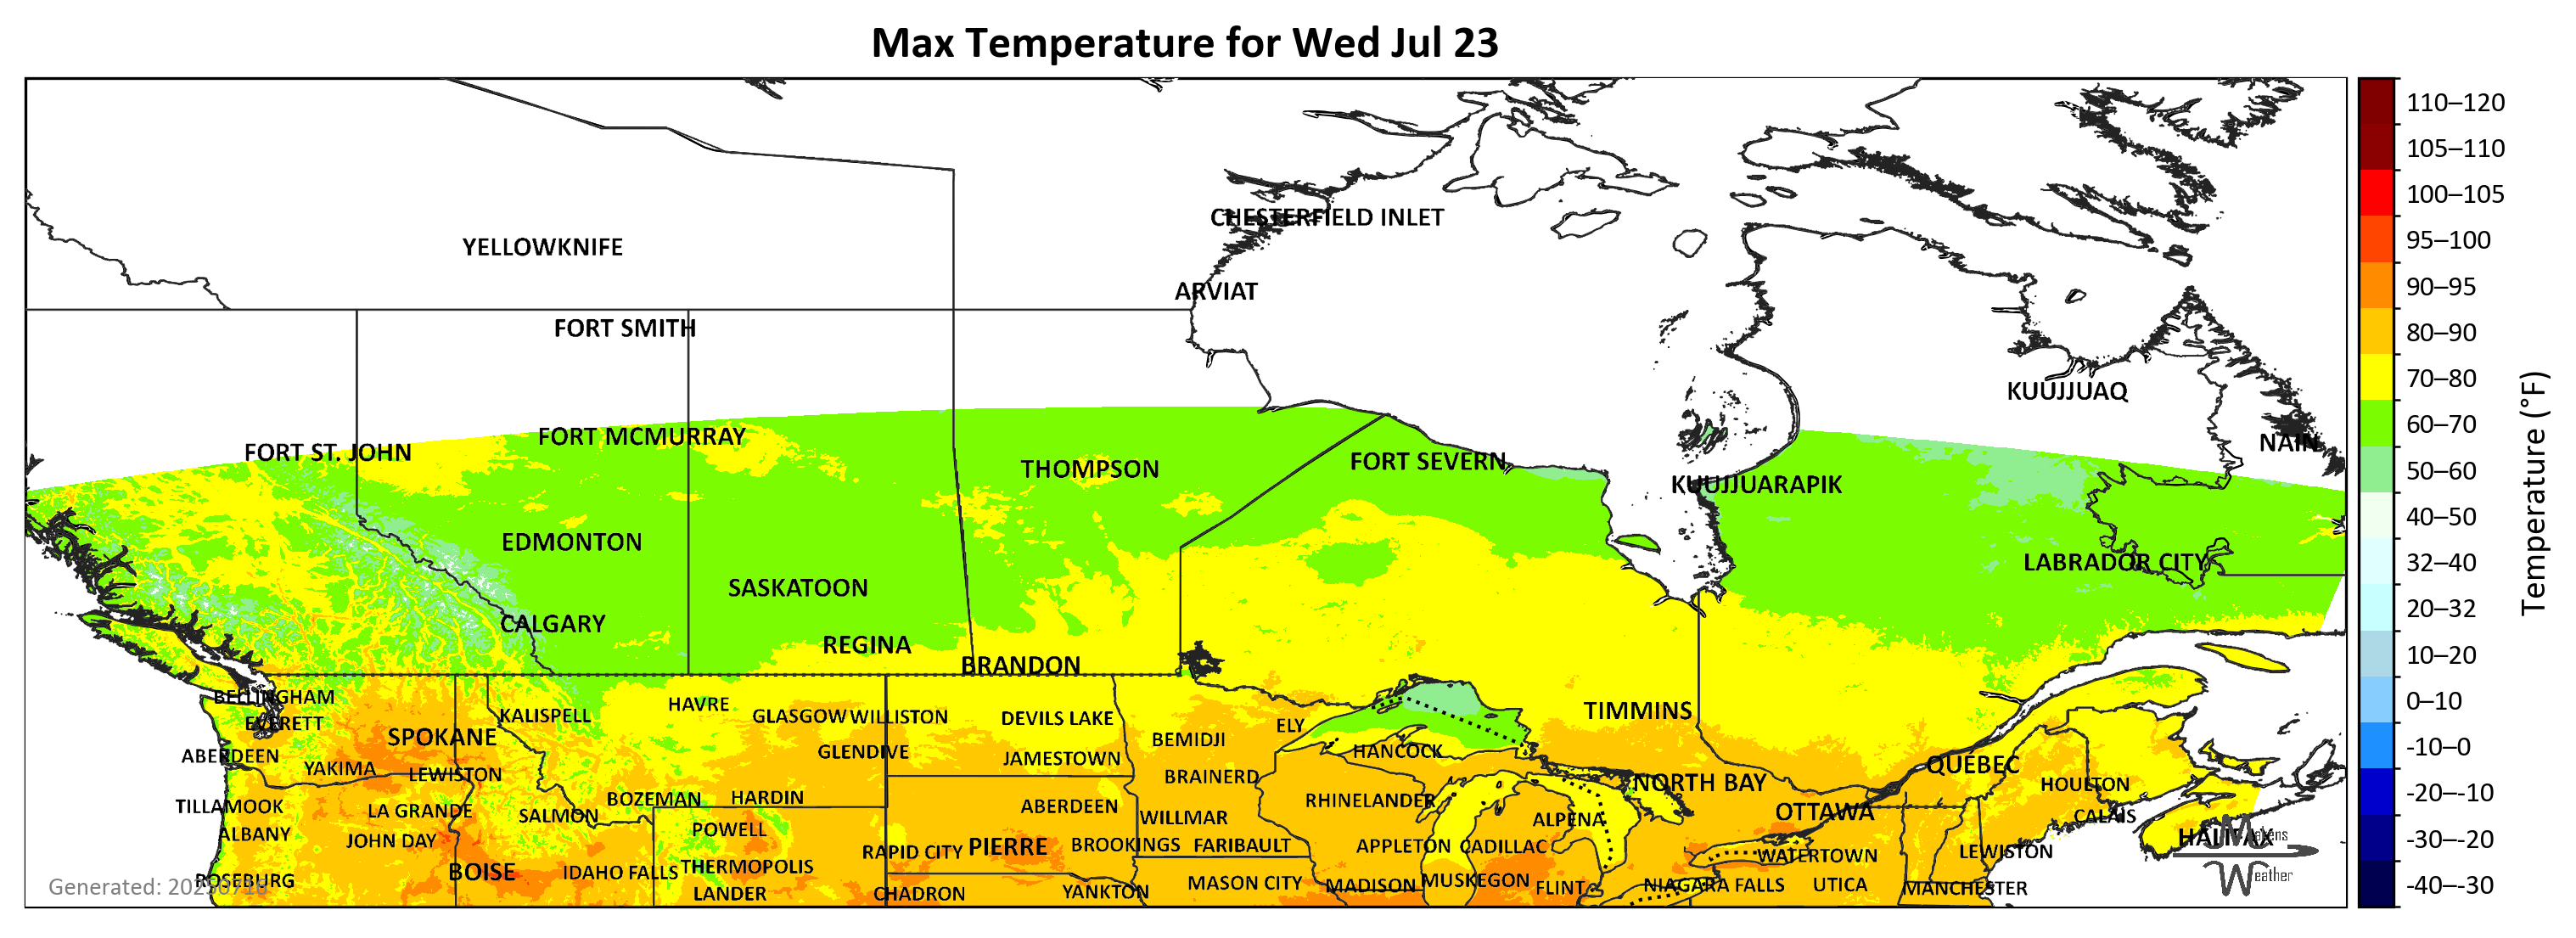 Max Temperature for Wed Jul 23
CHESTERFIELD INLET
YELLOWKNIFE
ARVIAT
FORT SMITH
KUUJJUAQ
FORT MCMURRAY
NAIN
FORT ST. JOHN
FORT SEVERN
THOMPSON
KUUJJUARAPIK
EDMONTON
LABRADOR CITY
SASKATOON
CALGARY
REGINA
BRANDON
BELLINGHAM
HAVRE
TIMMINS
KALISPELL
GLASGOW WILLISTON
DEVILS LAKE
EVERETT
ELY
SPOKANE
BEMIDJI
GLENDIVE
HANCOCK
ABERDEEN
JAMESTOWN
QUÉBEC
YAKIMA
LEWISTON
BRAINERD
NORTH BAY
HOULTON
BOZEMAN
HARDIN
RHINELANDER
TILLAMOOK
ABERDEEN
LA GRANDE
SALMON
WILLMAR
ALPENA
OTTAWA
CALAIS
POWELL
ALBANY
HALIFAX
JOHN DAY
RAPID CITY
PIERRE
BROOKINGS
FARIBAULT
APPLETON
CADILLAC
LEWISTON
WATERTOWN
BOISE
IDAHO FALLS
THERMOPOLIS
ROSEBURG
MASON CITY
MADISON
MUSKEGON
FLINT
NIAGARA FALLS
UTICA
MANCHESTER
LANDER
CHADRON
YANKTON
Weather
110–120
105–110
100–105
95–100
90–95
80–90
70–80
60–70
50–60
40–50
32–40
20–32
10–20
0–10
-10–0
-20–-10
-30–-20
-40–-30
Temperature (°F)
Generated: